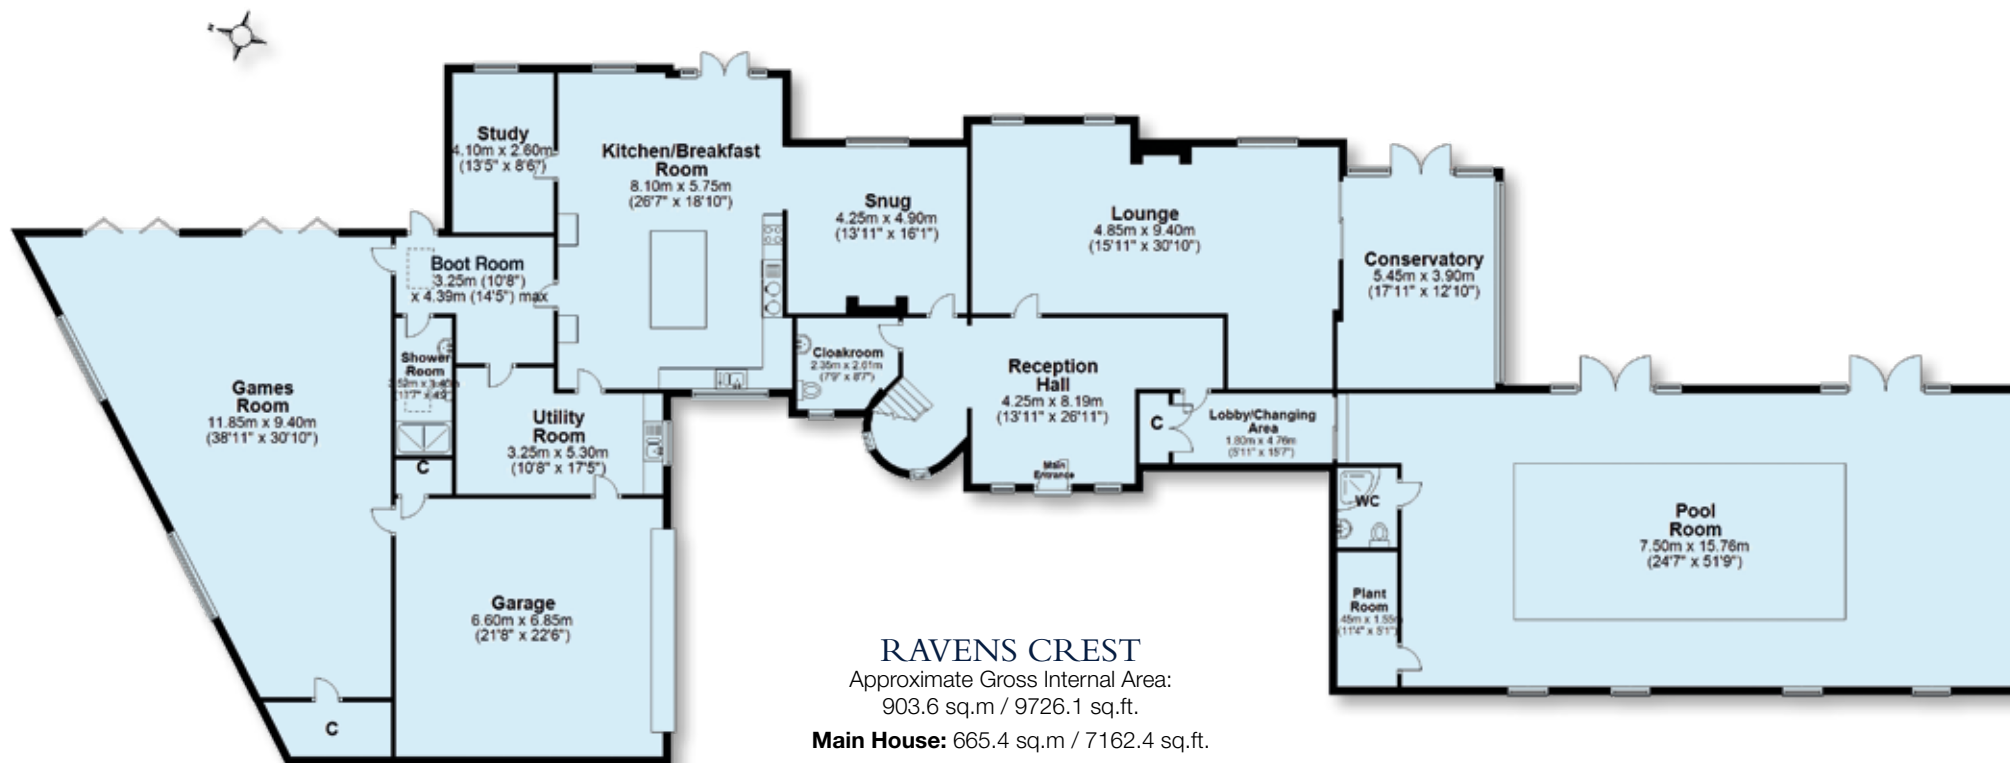 Study
4.10m x 2.60m
(13'5" x 8'6")
Kitchen/Breakfast
Room
8.10m x 5.75m
(26'7" x 18'10")
Snug
4.25m x 4.90m
(13'11" x 16'1")
Lounge
4.85m x 9.40m
(15'11" x 30'10")
Conservatory
5.45m x 3.90m
(17'11" x 12'10")
Boot Room
3.25m (10'8")
x 4.39m (14'5") max
Shower
Room
Games
Room
11.85m x 9.40m
(38'11" x 30'10")
C
Utility
Room
3.25m x 5.30m
(10'8" x 17'5")
Cloakroom
2.35m x 2.61m
(7'9" x 8'7")
Reception
Hall
4.25m x 8.19m
(13'11" x 26'11")
Main
Entrance
C
Lobby/Changing
Area
1.80m x 4.76m
(5'11" x 15'7")
WC
Pool
Room
7.50m x 15.76m
(24'7" x 51'9")
Plant
Room
(11'4" x 5'1")
Garage
6.60m x 6.85m
(21'8" x 22'6")
C
RAVENS CREST
Approximate Gross Internal Area:
903.6 sq.m / 9726.1 sq.ft.
Main House: 665.4 sq.m / 7162.4 sq.ft.